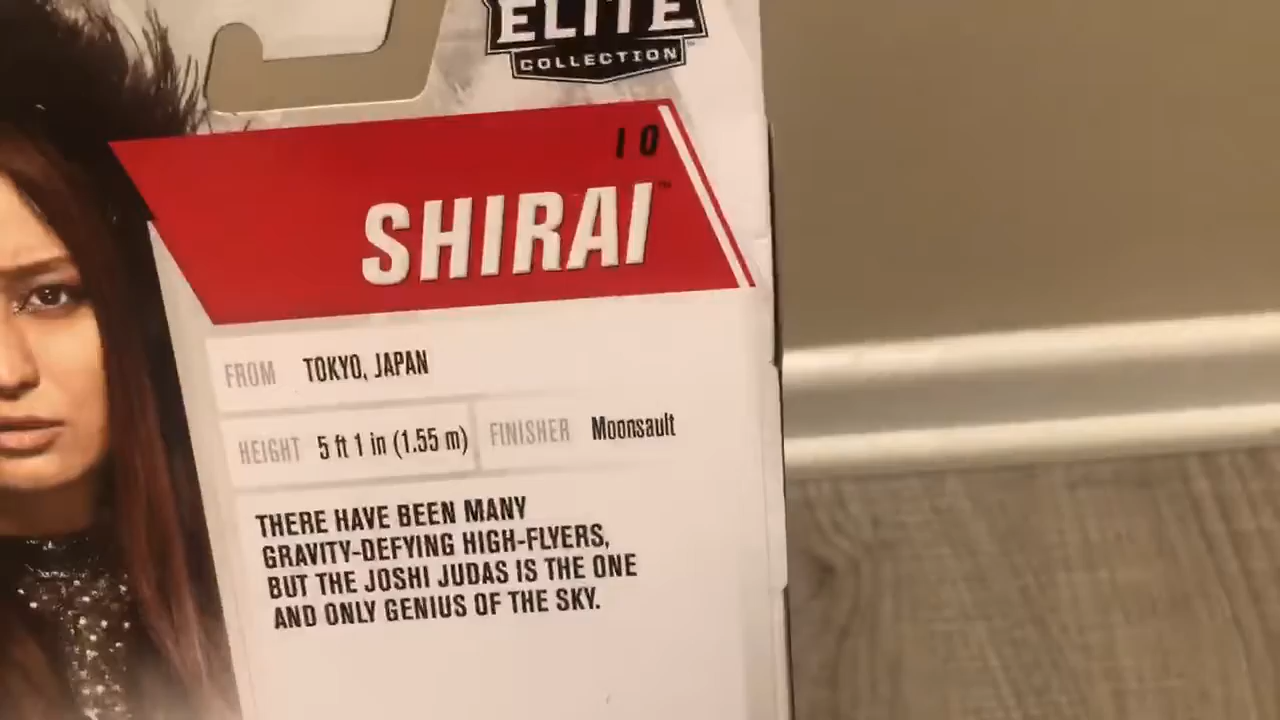 ELITE
COLLECTION
IO
SHIRAI™
FROM TOKYO, JAPAN
HEIGHT 5 ft 1 in (1.55 m) FINISHER Moonsault
THERE HAVE BEEN MANY
GRAVITY-DEFYING HIGH-FLYERS,
BUT THE JOSHI JUDAS IS THE ONE
AND ONLY GENIUS OF THE SKY.